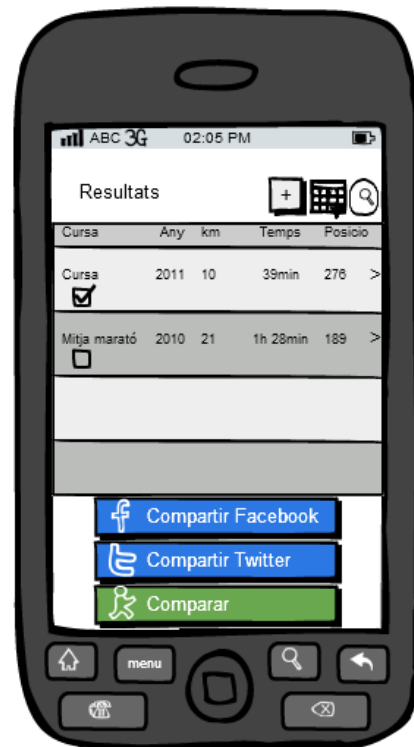 ABC 3G 02:05 PM
Resultats +
Cursa Any km Temps Posicio
Cursa 2011 10 39min 276 >
Mitja marató 2010 21 1h 28min 189 >
Compartir Facebook
Compartir Twitter
Comparar
menu